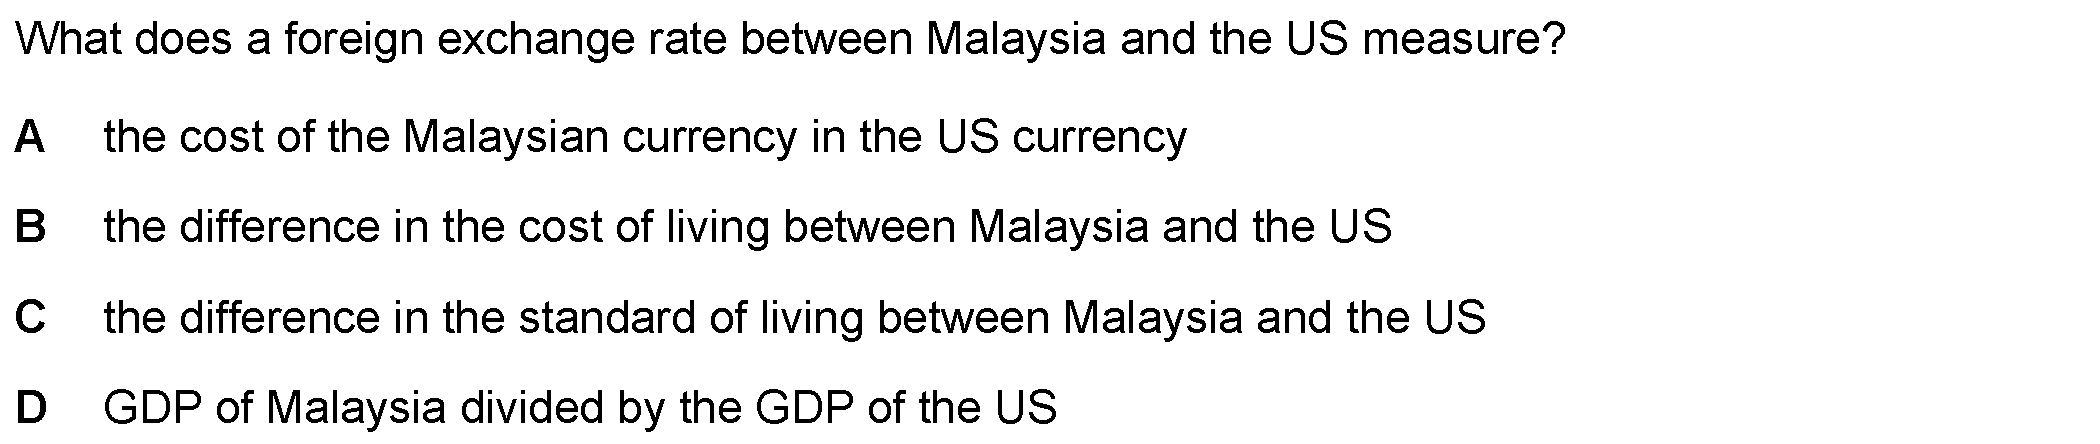 What does a foreign exchange rate between Malaysia and the US measure?
A the cost of the Malaysian currency in the US currency
B the difference in the cost of living between Malaysia and the US
C the difference in the standard of living between Malaysia and the US
D GDP of Malaysia divided by the GDP of the US